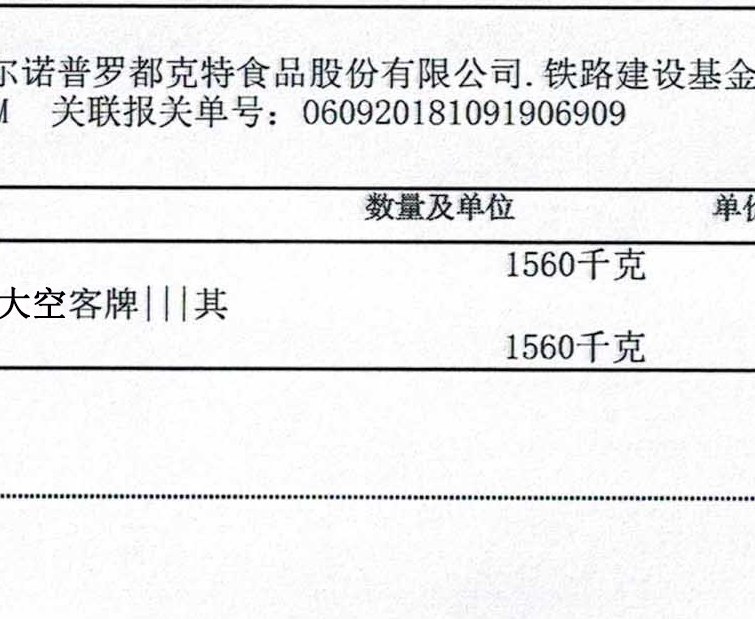 尔诺普罗都克特食品股份有限公司.铁路建设基金
M 关联报关单号：060920181091906909
数量及单位 单价
1560千克
大空客牌|||其
1560千克